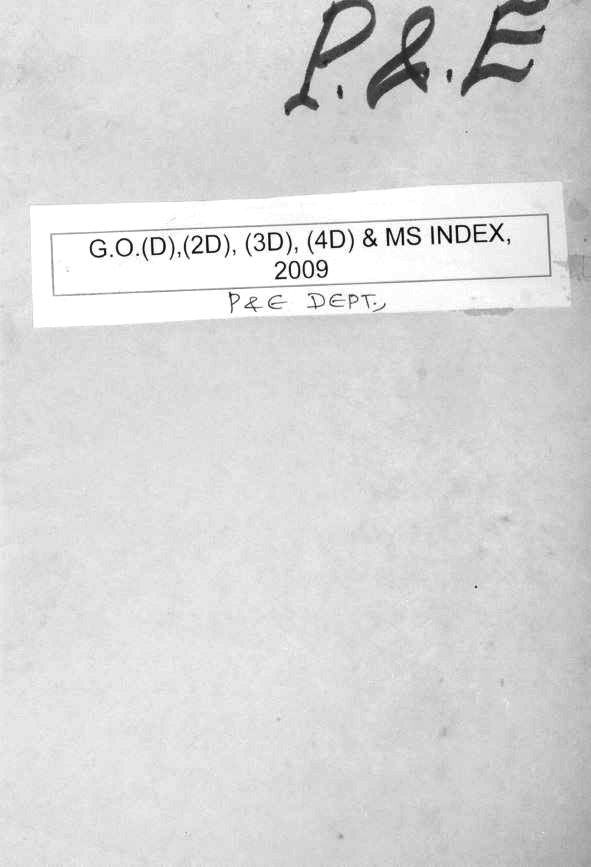 P.&.E
G.O.(D),(2D), (3D), (4D) & MS INDEX,
2009
P&E DEPT.,